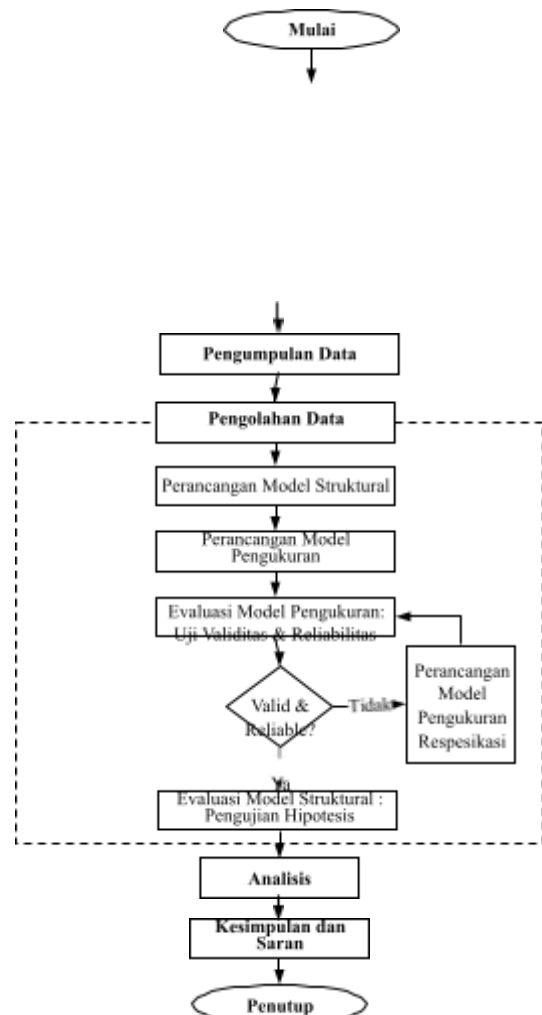 Mulai
Pengumpulan Data
Pengolahan Data
Perancangan Model Struktural
Perancangan Model
Pengukuran
Evaluasi Model Pengukuran:
Uji Validitas & Reliabilitas
Valid &
Reliable?
Tidak
Perancangan
Model
Pengukuran
Respesikasi
Ya
Evaluasi Model Struktural :
Pengujian Hipotesis
Analisis
Kesimpulan dan
Saran
Penutup